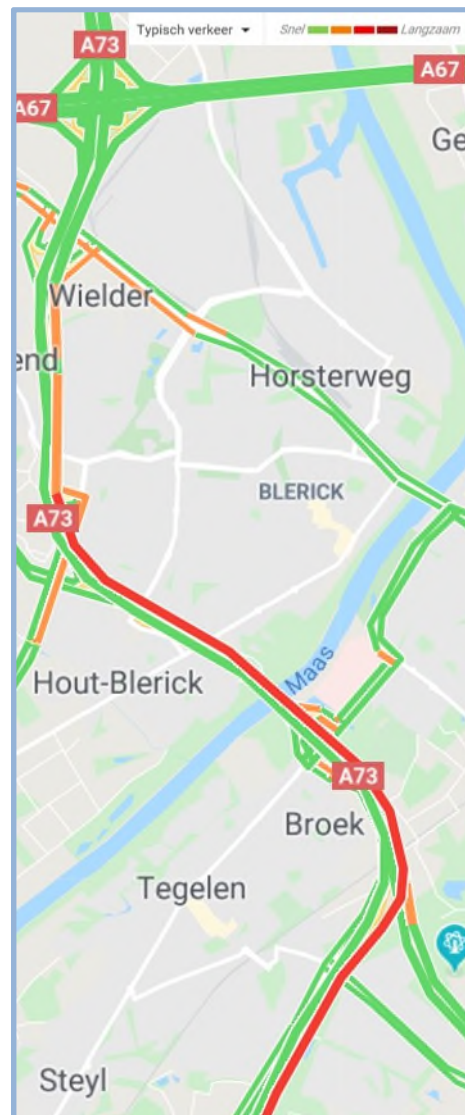 Typisch verkeer
Snel
Langzaam
A73
A67
A67
Ge
Wielder
end
Horsterweg
BLERICK
A73
Maas
Hout-Blerick
A73
Broek
Tegelen
Steyl